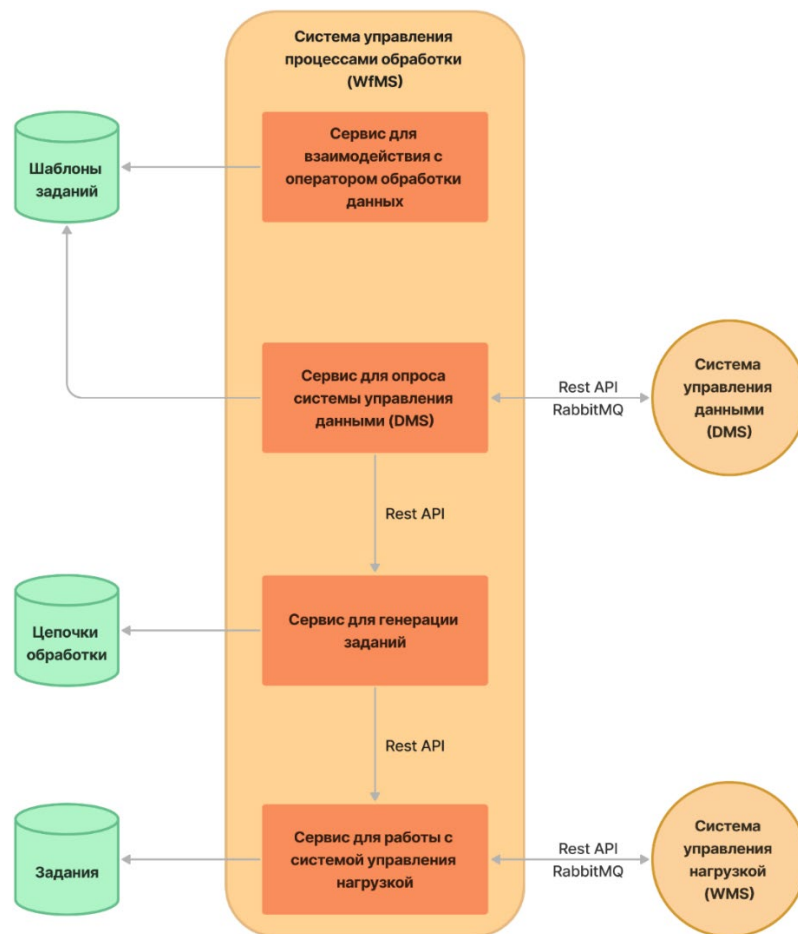 Система управления
процессами обработки
(WfMS)
Сервис для
взаимодействия с
оператором обработки
данных
Шаблоны
заданий
Сервис для опроса
системы управления
данными (DMS)
Rest API
RabbitMQ
Система
управления
данными
(DMS)
Rest API
Цепочки
обработки
Сервис для генерации
заданий
Rest API
Задания
Сервис для работы с
системой управления
нагрузкой
Rest API
RabbitMQ
Система
управления
нагрузкой
(WMS)